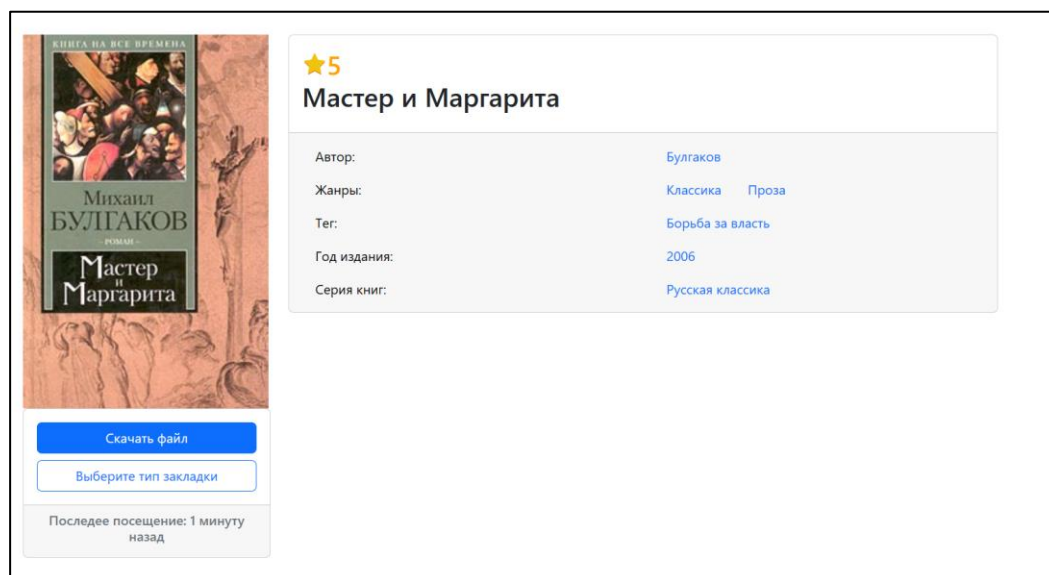 КНИГА НА ВСЕ ВРЕМЕНА
Михаил
БУЛГАКОВ
- РОМАН -
Мастер
и
Маргарита
Скачать файл
Выберите тип закладки
Последее посещение: 1 минуту
назад
5
Мастер и Маргарита
Автор: Булгаков
Жанры: Классика Проза
Тег: Борьба за власть
Год издания: 2006
Серия книг: Русская классика